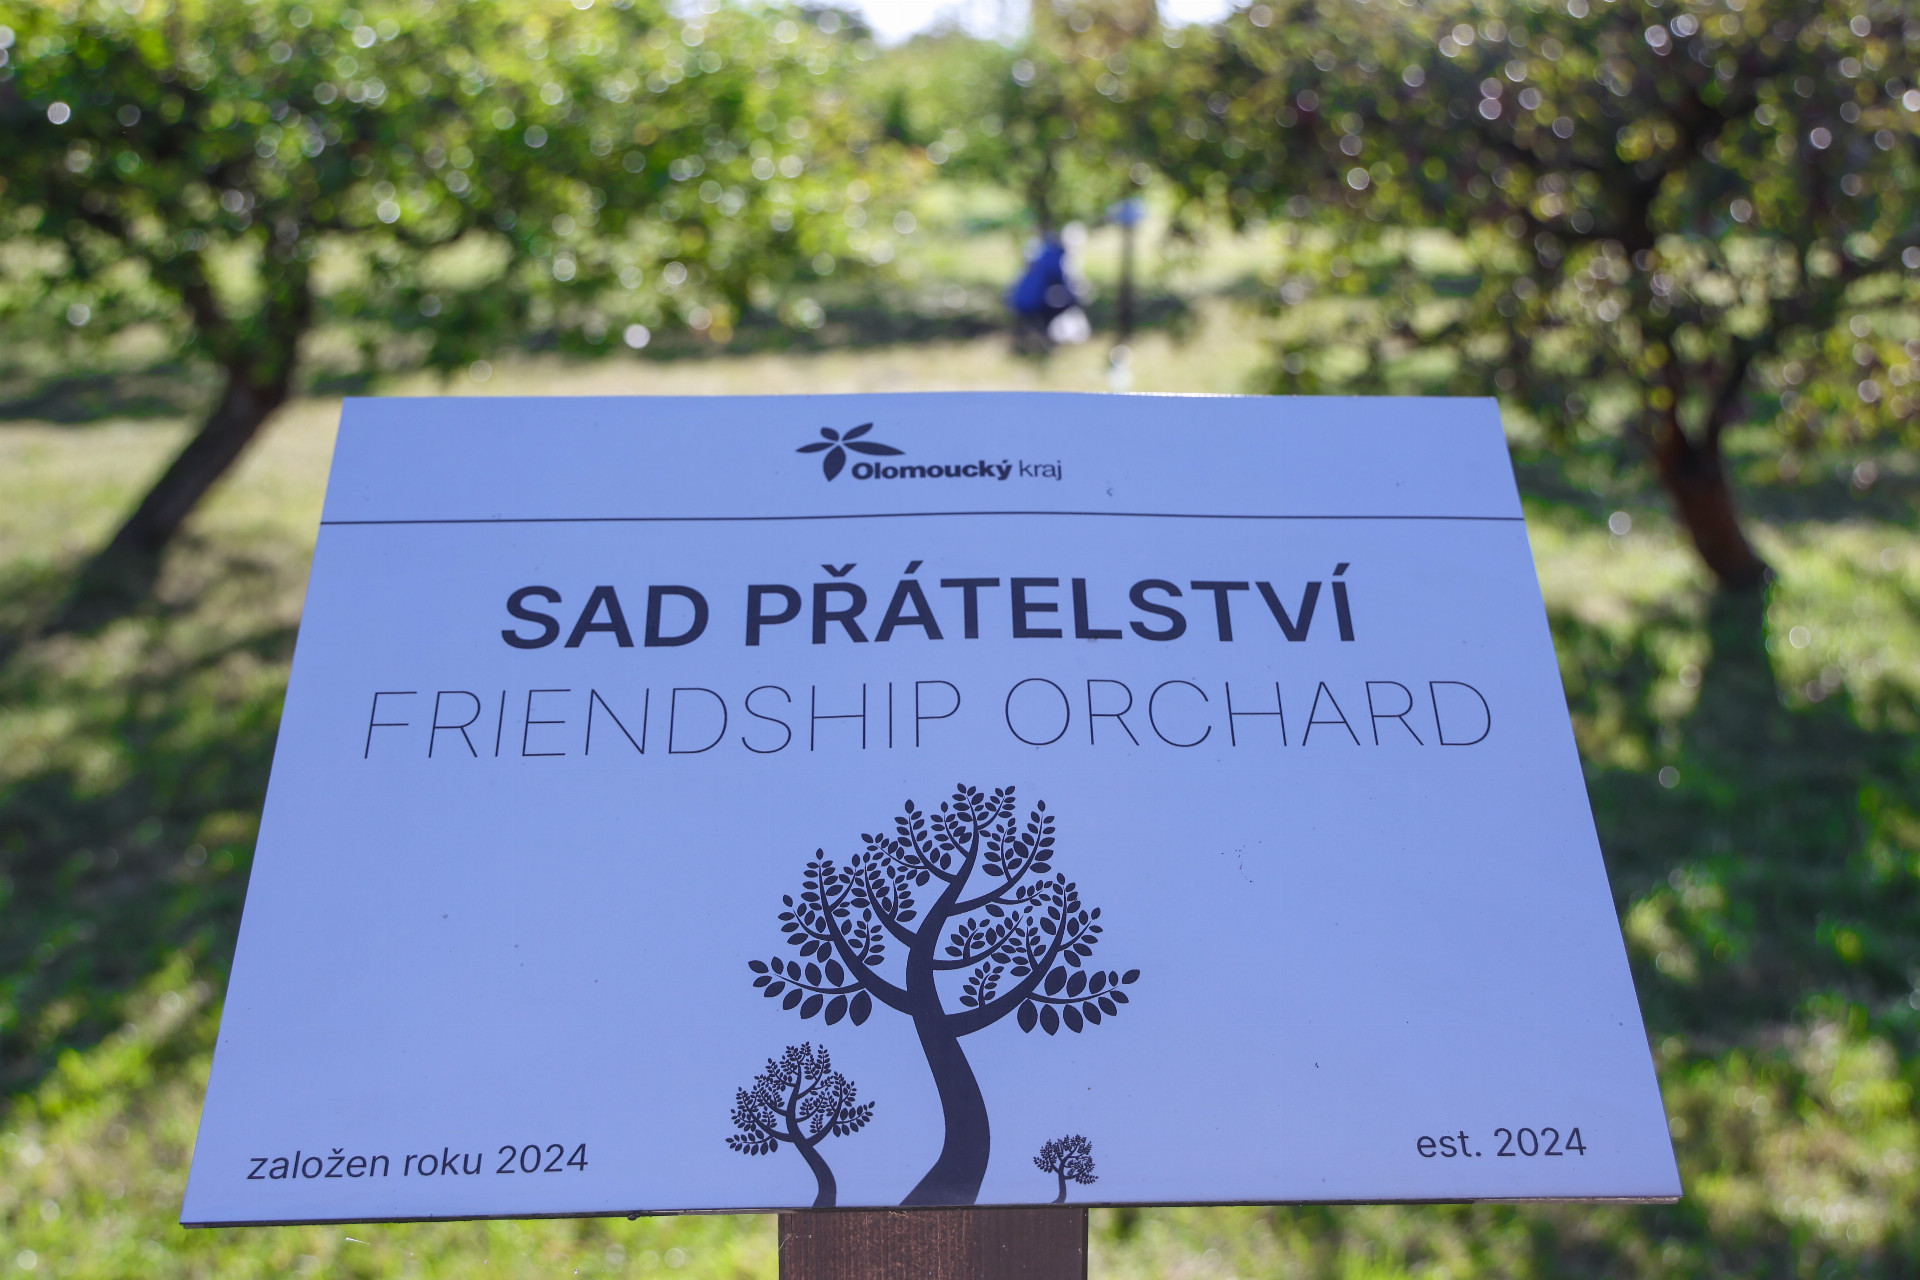 Olomoucký kraj
SAD PŘÁTELSTVÍ
FRIENDSHIP ORCHARD
založen roku 2024
est. 2024